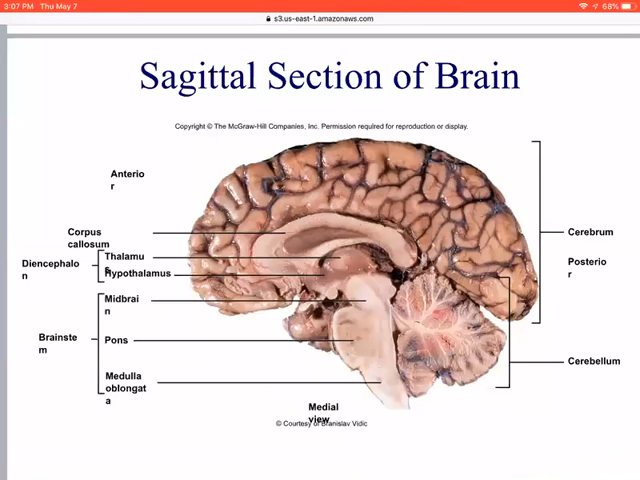 3:07 PM Thu May 7
68%
s3.us-east-1.amazonaws.com
Sagittal Section of Brain
Copyright © The McGraw-Hill Companies, Inc. Permission required for reproduction or display.
Anterio
r
Corpus
callosum
Cerebrum
Diencephalo
n
Thalamu
s
Hypothalamus
Posterio
r
Midbrai
n
Brainste
m
Pons
Cerebellum
Medulla
oblongat
a
Medial
view
© Courtesy of Branislav Vidic